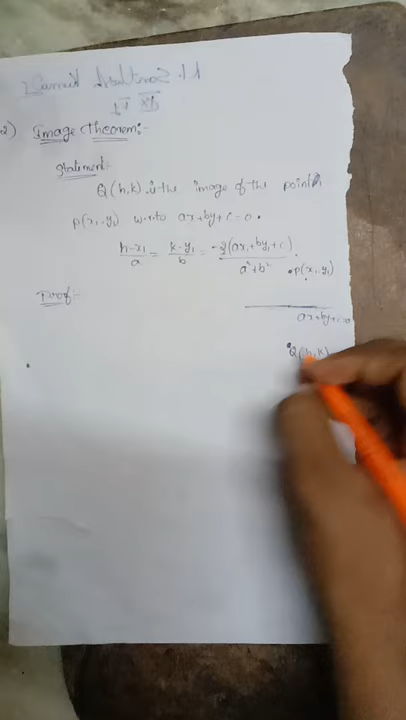 2) Image theorem:-
Statement:-
Q(h,k) is the image of the point
P(x₁,y₁) w.r.to ax+by+c=0.
h-x₁/a = k-y₁/b = -2(ax₁+by₁+c)/a²+b².
Proof:-
P(x₁,y₁)
ax+by+c=0
Q(h,k)